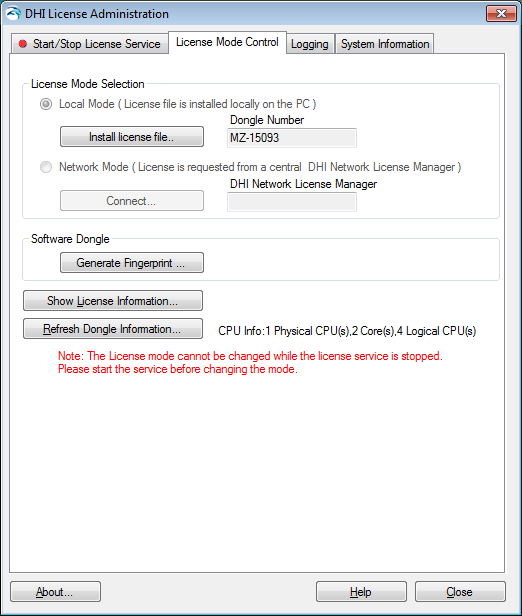 DHI License Administration
Start/Stop License Service
License Mode Control
Logging
System Information
License Mode Selection
Local Mode ( License file is installed locally on the PC )
Dongle Number
Install license file..
MZ-15093
Network Mode ( License is requested from a central DHI Network License Manager )
DHI Network License Manager
Connect...
Software Dongle
Generate Fingerprint ...
Show License Information...
Refresh Dongle Information...
CPU Info:1 Physical CPU(s),2 Core(s),4 Logical CPU(s)
Note: The License mode cannot be changed while the license service is stopped.
Please start the service before changing the mode.
About...
Help
Close